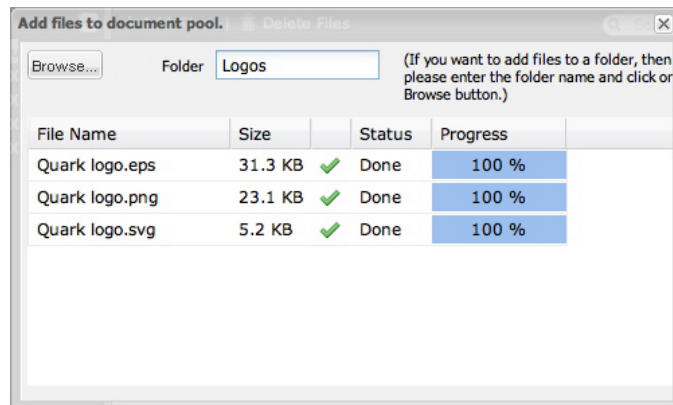 Add files to document pool.
Delete Files
Browse...
Folder
Logos
(If you want to add files to a folder, then
please enter the folder name and click on
Browse button.)
File Name Size Status Progress
Quark logo.eps 31.3 KB Done 100 %
Quark logo.png 23.1 KB Done 100 %
Quark logo.svg 5.2 KB Done 100 %